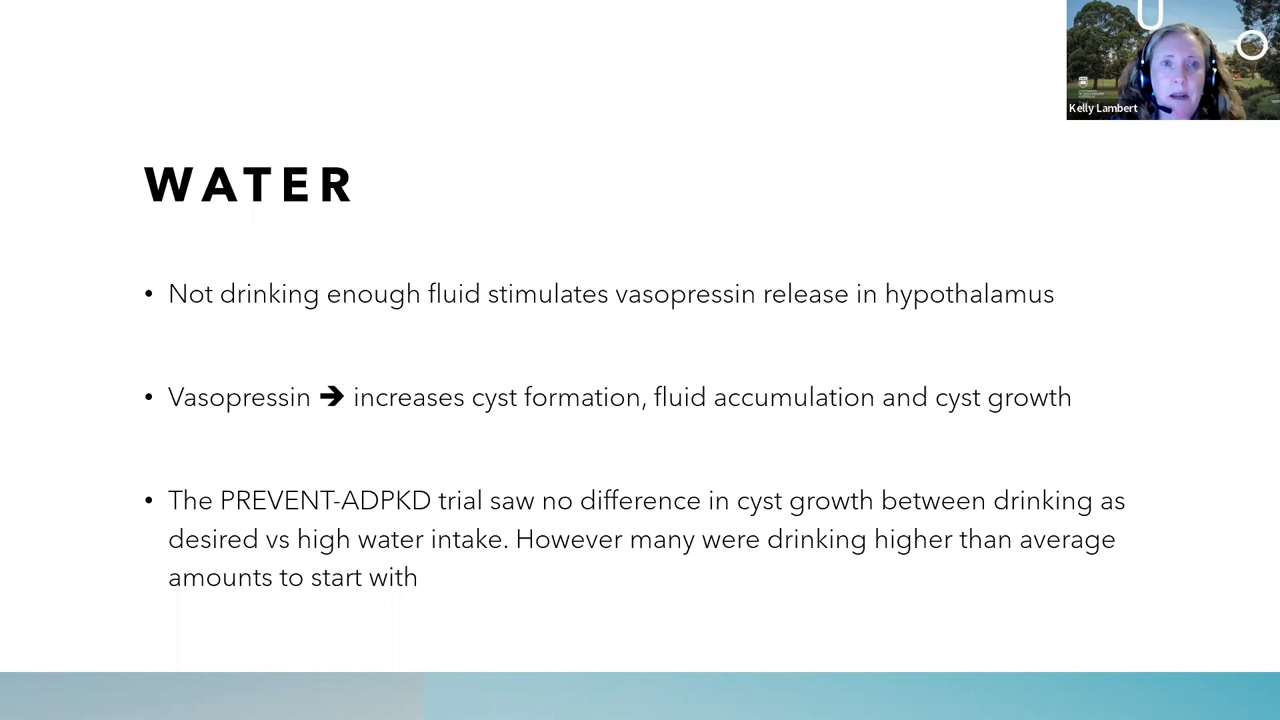 Kelly Lambert
WATER
• Not drinking enough fluid stimulates vasopressin release in hypothalamus
• Vasopressin ➔ increases cyst formation, fluid accumulation and cyst growth
• The PREVENT-ADPKD trial saw no difference in cyst growth between drinking as
desired vs high water intake. However many were drinking higher than average
amounts to start with